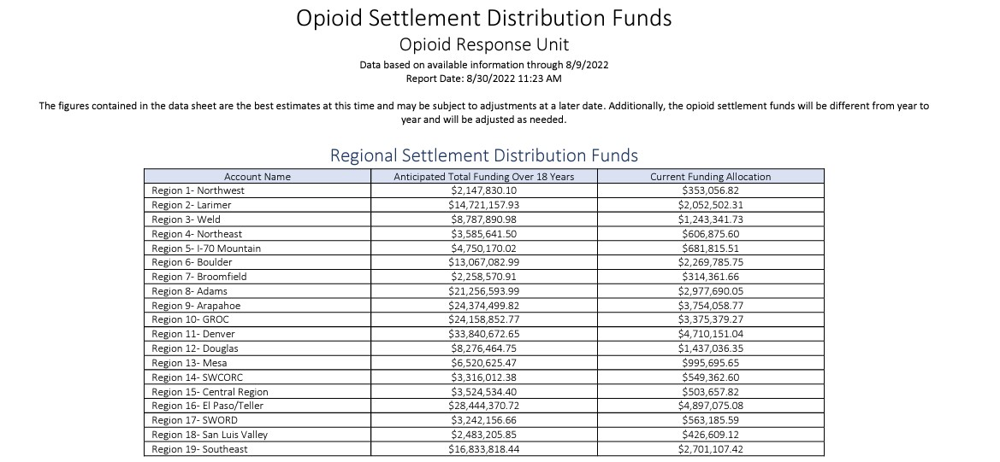 Opioid Settlement Distribution Funds
Opioid Response Unit
Data based on available information through 8/9/2022
Report Date: 8/30/2022 11:23 AM
The figures contained in the data sheet are the best estimates at this time and may be subject to adjustments at a later date. Additionally, the opioid settlement funds will be different from year to
year and will be adjusted as needed.
Regional Settlement Distribution Funds
Account Name Anticipated Total Funding Over 18 Years Current Funding Allocation
Region 1- Northwest $2,147,830.10 $353,056.82
Region 2- Larimer $14,721,157.93 $2,052,502.31
Region 3- Weld $8,787,890.98 $1,243,341.73
Region 4- Northeast $3,585,641.50 $606,875.60
Region 5- I-70 Mountain $4,750,170.02 $681,815.51
Region 6- Boulder $13,067,082.99 $2,269,785.75
Region 7- Broomfield $2,258,570.91 $314,361.66
Region 8- Adams $21,256,593.99 $2,977,690.05
Region 9- Arapahoe $24,374,499.82 $3,754,058.77
Region 10- GROC $24,158,852.77 $3,375,379.27
Region 11- Denver $33,840,672.65 $4,710,151.04
Region 12- Douglas $8,276,464.75 $1,437,036.35
Region 13- Mesa $6,520,625.47 $995,695.65
Region 14- SWCORC $3,316,012.38 $549,362.60
Region 15- Central Region $3,524,534.40 $503,657.82
Region 16- El Paso/Teller $28,444,370.72 $4,897,075.08
Region 17- SWORD $3,242,156.66 $563,185.59
Region 18- San Luis Valley $2,483,205.85 $426,609.12
Region 19- Southeast $16,833,818.44 $2,701,107.42